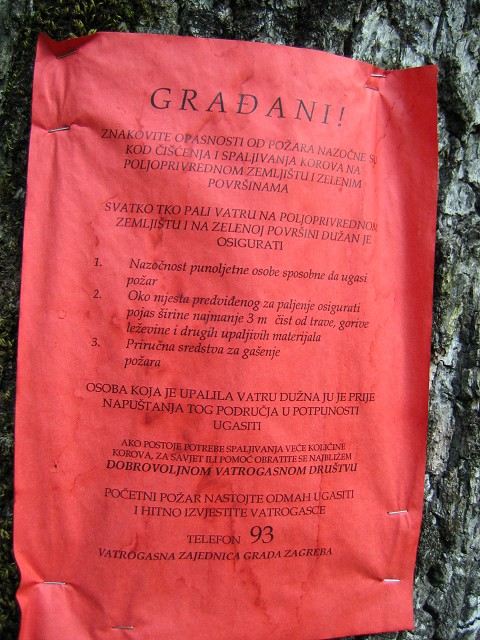 GRAĐANI!
ZNAKOVITE OPASNOSTI OD POŽARA NAZOČNE SU
KOD ČIŠĆENJA I SPALJIVANJA KOROVA NA
POLJOPRIVREDNOM ZEMLJIŠTU I ZELENIM
POVRŠINAMA
SVATKO TKO PALI VATRU NA POLJOPRIVREDNOM
ZEMLJIŠTU I NA ZELENOJ POVRŠINI DUŽAN JE
OSIGURATI
1. Nazočnost punoljetne osobe sposobne da ugasi
požar
2. Oko mjesta predviđenog za paljenje osigurati
pojas širine najmanje 3 m čist od trave, gorive
leževine i drugih upaljivih materijala
3. Priručna sredstva za gašenje
požara
OSOBA KOJA JE UPALILA VATRU DUŽNA JU JE PRIJE
NAPUŠTANJA TOG PODRUČJA U POTPUNOSTI
UGASITI
AKO POSTOJE POTREBE SPALJIVANJA VEĆE KOLIČINE
KOROVA, ZA SAVJET ILI POMOĆ OBRATITE SE NAJBLIŽEM
DOBROVOLJNOM VATROGASNOM DRUŠTVU
POČETNI POŽAR NASTOJTE ODMAH UGASITI
I HITNO IZVJESTITE VATROGASCE
TELEFON 93
VATROGASNA ZAJEDNICA GRADA ZAGREBA